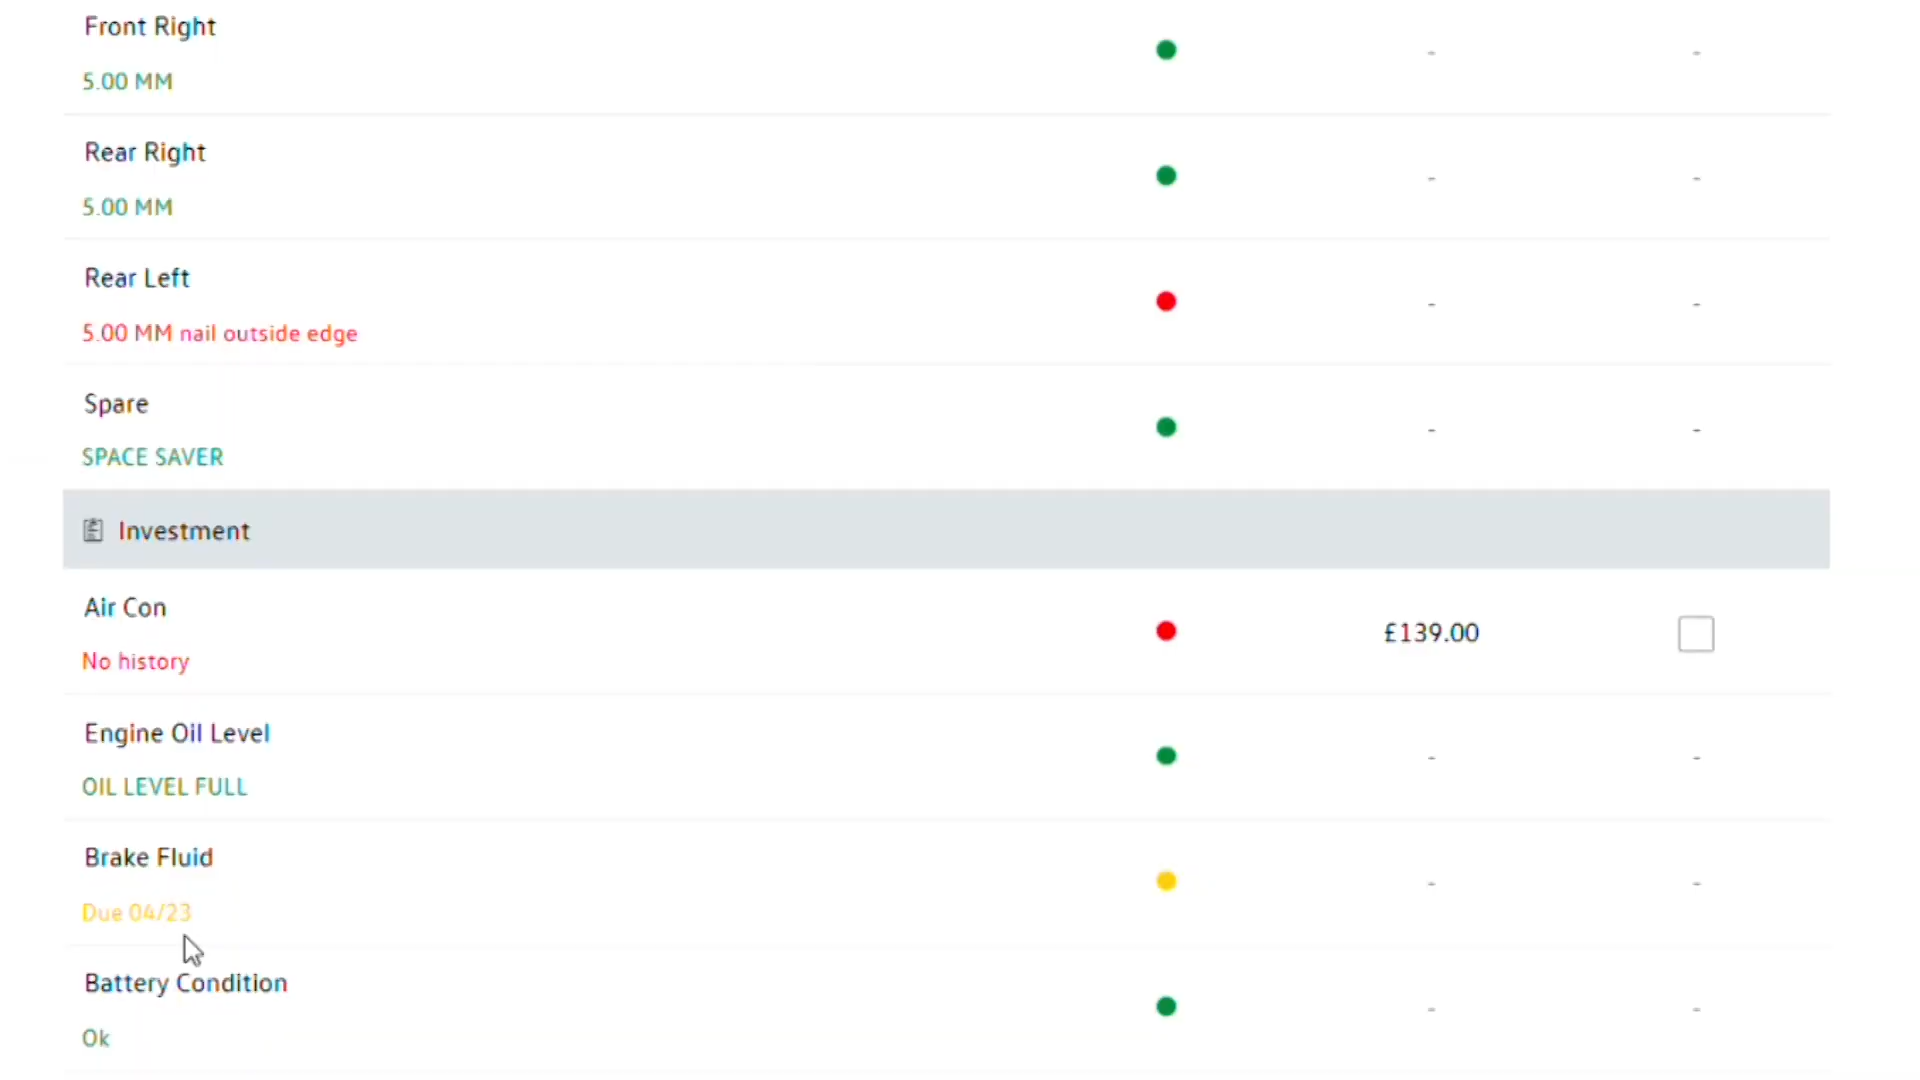 Front Right
- -
5.00 MM
Rear Right
- -
5.00 MM
Rear Left
- -
5.00 MM nail outside edge
Spare
- -
SPACE SAVER
Investment
Air Con
£139.00
No history
Engine Oil Level
- -
OIL LEVEL FULL
Brake Fluid
- -
Due 04/23
Battery Condition
- -
Ok